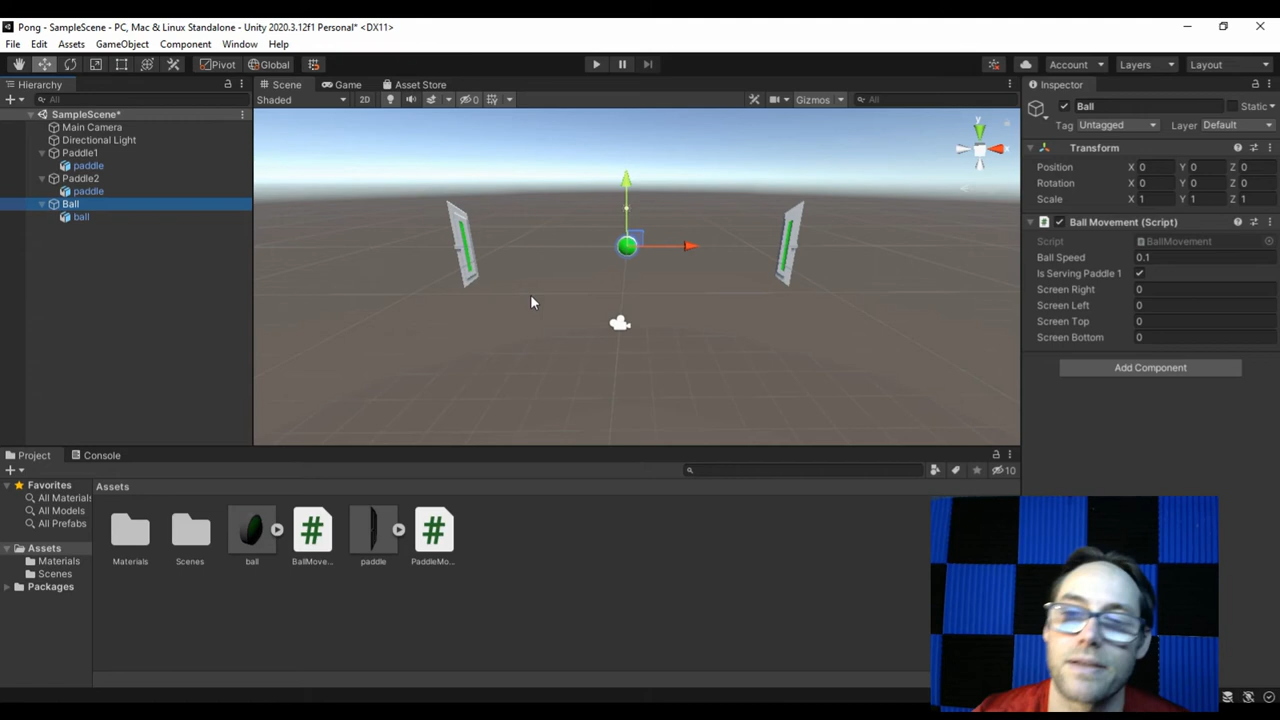 Pong - SampleScene - PC, Mac & Linux Standalone - Unity 2020.3.12f1 Personal* <DX11>
File Edit Assets GameObject Component Window Help
Pivot Global Account Layers Layout
Hierarchy Scene Game Asset Store Inspector
All Shaded 2D 0 Gizmos All Ball Static
SampleScene* Tag Untagged Layer Default
Main Camera
Directional Light
Paddle1
paddle
Paddle2
paddle
Ball
ball
y
x
Transform
Position X 0 Y 0 Z 0
Rotation X 0 Y 0 Z 0
Scale X 1 Y 1 Z 1
Ball Movement (Script)
Script BallMovement
Ball Speed 0.1
Is Serving Paddle 1
Screen Right 0
Screen Left 0
Screen Top 0
Screen Bottom 0
Add Component
Project Console
10
Favorites
All Materials
All Models
All Prefabs
Assets
Materials
Scenes
Packages
Assets
Materials Scenes ball BallMove... paddle PaddleMo...